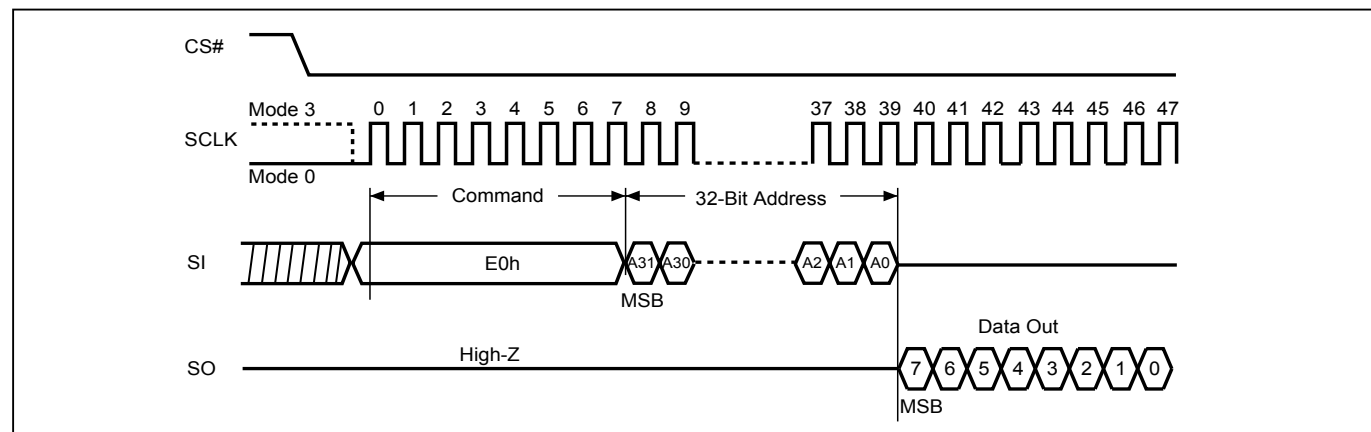 CS#
Mode 3
0 1 2 3 4 5 6 7 8 9 37 38 39 40 41 42 43 44 45 46 47
SCLK
Mode 0
Command
32-Bit Address
SI
E0h
A31 A30 A2 A1 A0
MSB
Data Out
High-Z
SO
7 6 5 4 3 2 1 0
MSB